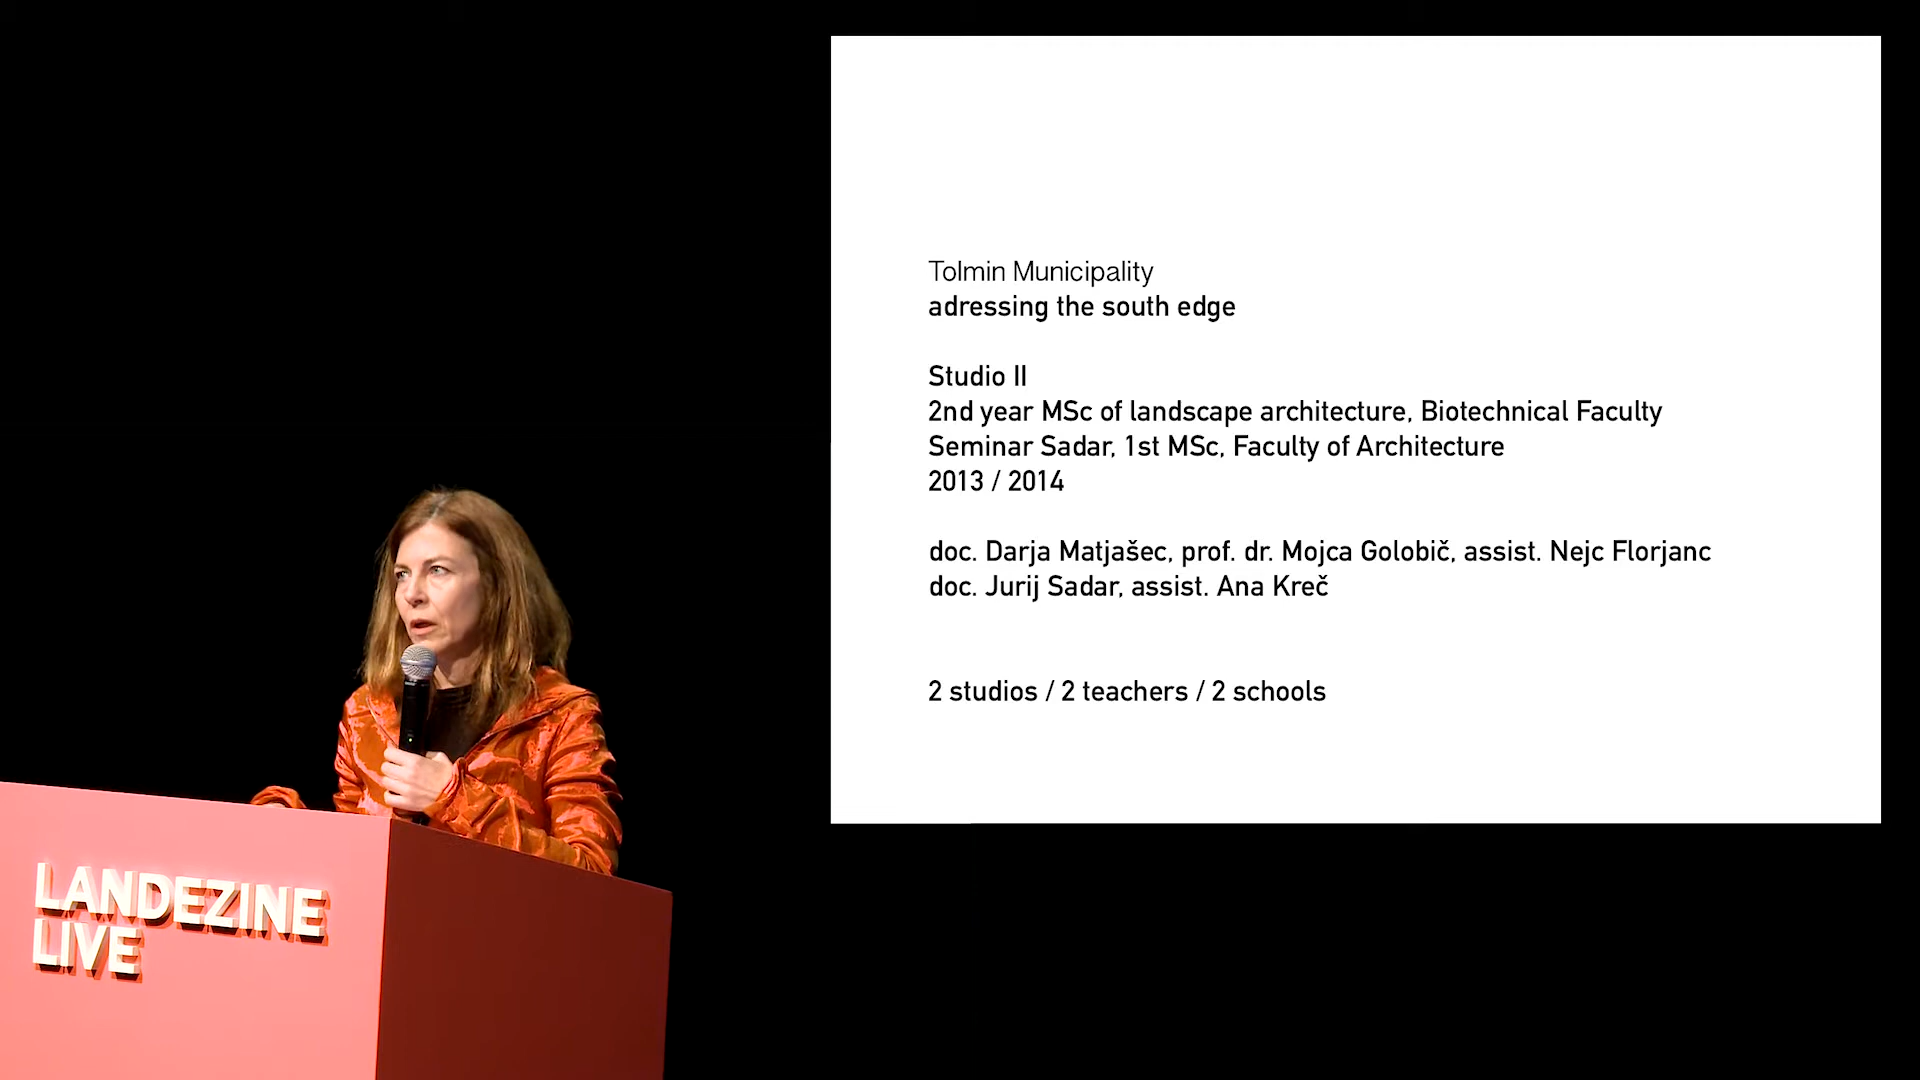 Tolmin Municipality
adressing the south edge
Studio II
2nd year MSc of landscape architecture, Biotechnical Faculty
Seminar Sadar, 1st MSc, Faculty of Architecture
2013 / 2014
doc. Darja Matjašec, prof. dr. Mojca Golobič, assist. Nejc Florjanc
doc. Jurij Sadar, assist. Ana Kreč
2 studios / 2 teachers / 2 schools
LANDEZINE
LIVE